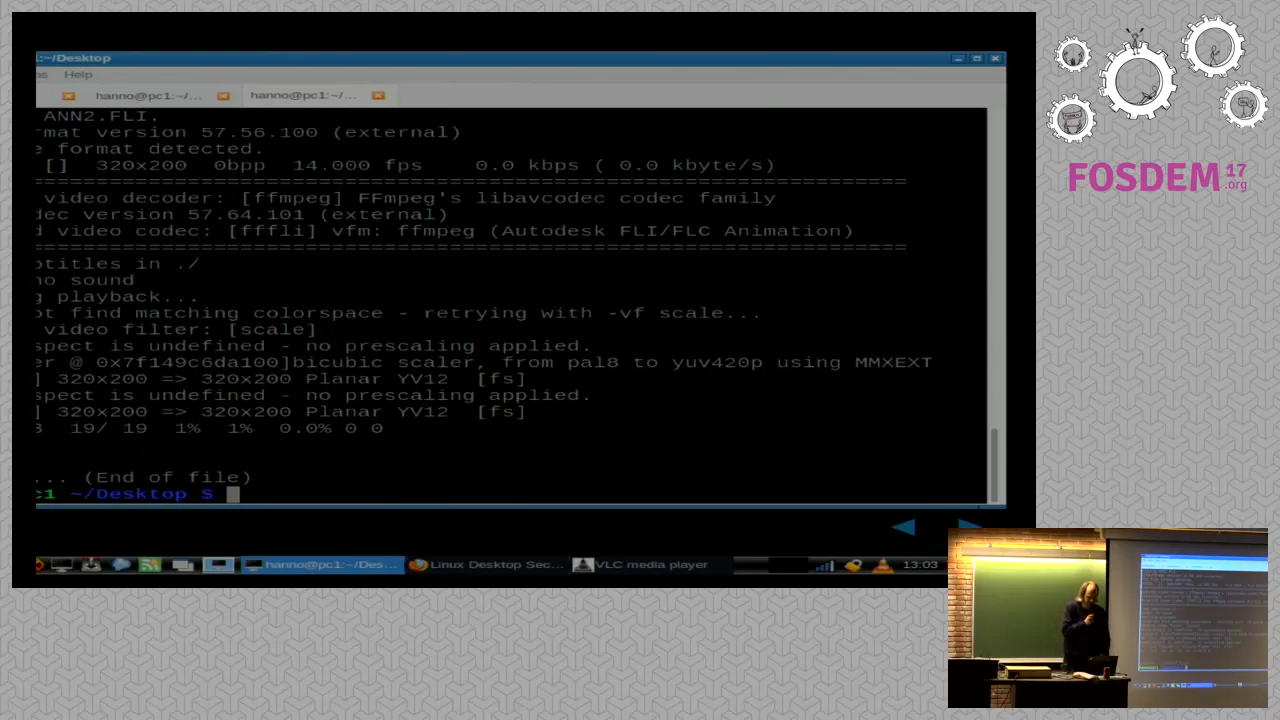 :~/Desktop
Help
hanno@pc1:~/...
hanno@pc1:~/...
ANN2.FLI.
rmat version 57.56.100 (external)
e format detected.
[] 320x200 0bpp 14.000 fps 0.0 kbps ( 0.0 kbyte/s)
==========================================================
video decoder: [ffmpeg] FFmpeg's libavcodec codec family
dec version 57.64.101 (external)
d video codec: [fffli] vfm: ffmpeg (Autodesk FLI/FLC Animation)
==========================================================
btitles in ./
no sound
g playback...
ot find matching colorspace - retrying with -vf scale...
video filter: [scale]
spect is undefined - no prescaling applied.
er @ 0x7f149c6da100]bicubic scaler, from pal8 to yuv420p using MMXEXT
] 320x200 => 320x200 Planar YV12 [fs]
spect is undefined - no prescaling applied.
] 320x200 => 320x200 Planar YV12 [fs]
3 19/ 19 1% 1% 0.0% 0 0
... (End of file)
c1 ~/Desktop $
hanno@pc1:~/Des...
Linux Desktop Sec...
VLC media player
13:03
FOSDEM 17
.org